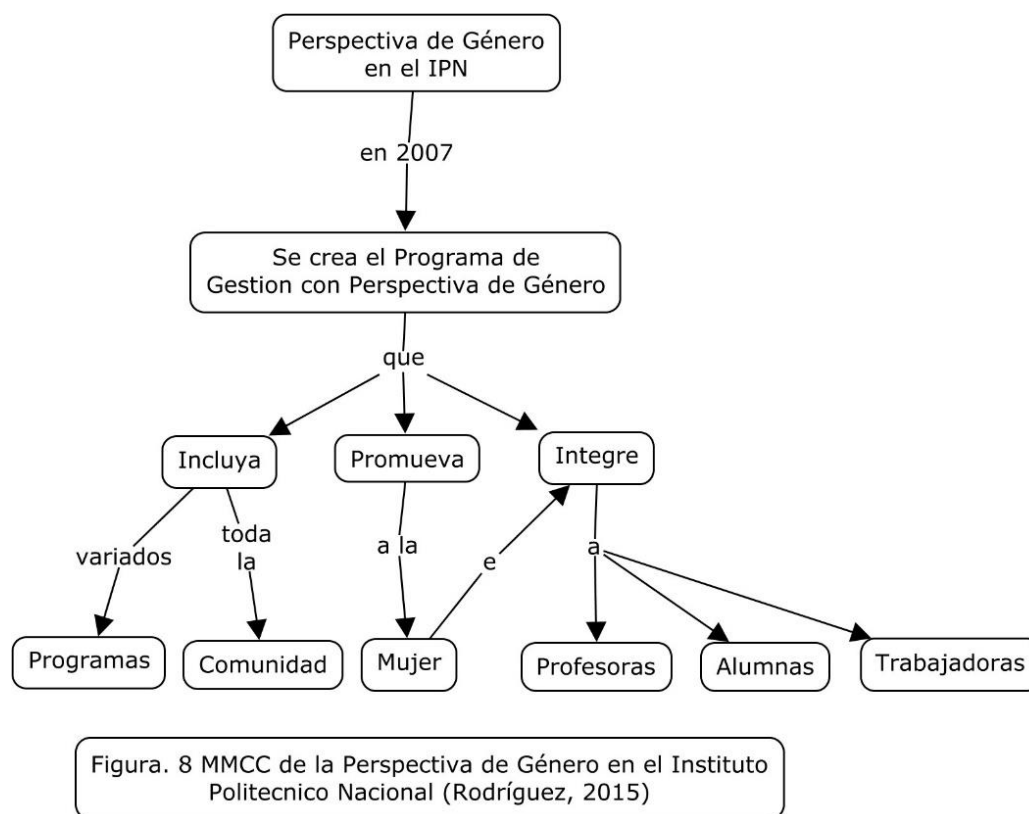 Perspectiva de Género
en el IPN
en 2007
Se crea el Programa de
Gestion con Perspectiva de Género
que
Incluya
Promueva
Integre
variados
toda
la
a la
e
a
Programas
Comunidad
Mujer
Profesoras
Alumnas
Trabajadoras
Figura. 8 MMCC de la Perspectiva de Género en el Instituto
Politecnico Nacional (Rodríguez, 2015)